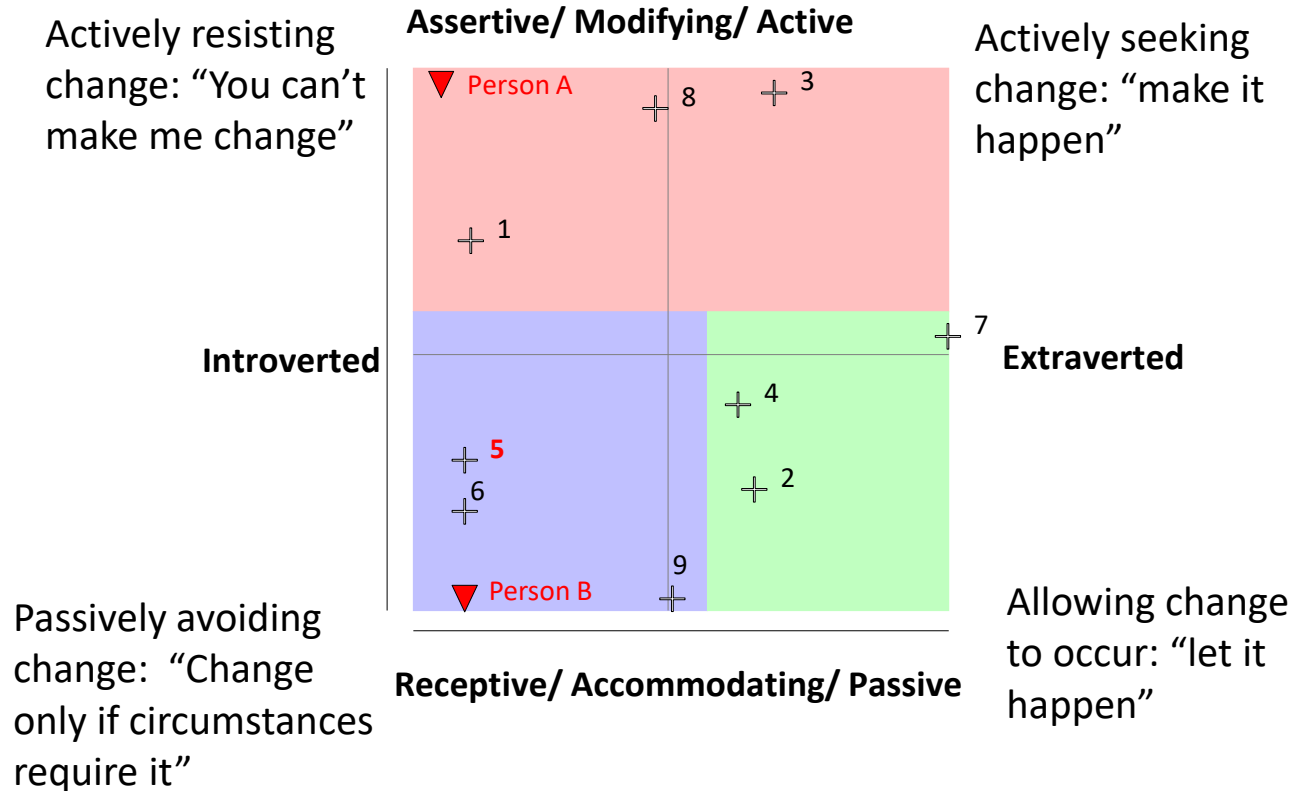 Assertive/ Modifying/ Active
Actively resisting
change: “You can’t
make me change”
Actively seeking
change: “make it
happen”
Person A
8
3
1
7
Introverted
Extraverted
4
5
2
6
9
Person B
Passively avoiding
change:  “Change
only if circumstances
require it”
Receptive/ Accommodating/ Passive
Allowing change
to occur: “let it
happen”